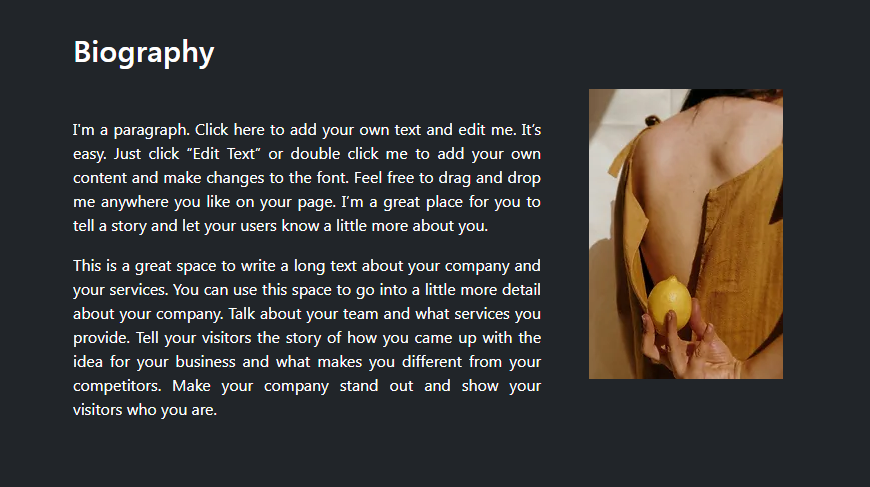 Biography
I'm a paragraph. Click here to add your own text and edit me. It's
easy. Just click “Edit Text” or double click me to add your own
content and make changes to the font. Feel free to drag and drop
me anywhere you like on your page. I'm a great place for you to
tell a story and let your users know a little more about you.
This is a great space to write a long text about your company and
your services. You can use this space to go into a little more detail
about your company. Talk about your team and what services you
provide. Tell your visitors the story of how you came up with the
idea for your business and what makes you different from your
competitors. Make your company stand out and show your
visitors who you are.